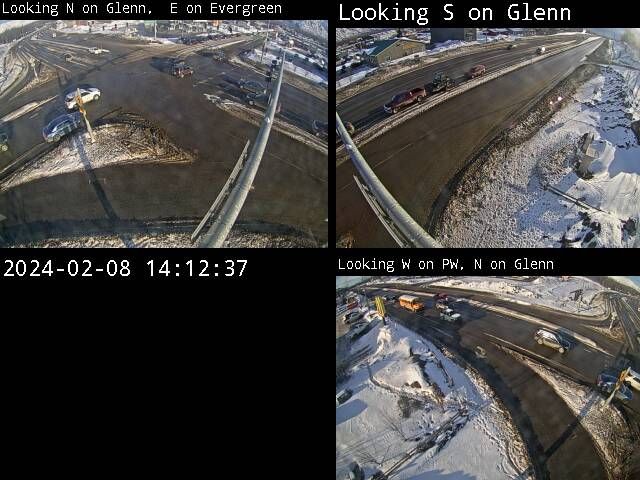 Looking N on Glenn,  E on Evergreen
Looking S on Glenn
2024-02-08 14:12:37
Looking W on PW, N on Glenn